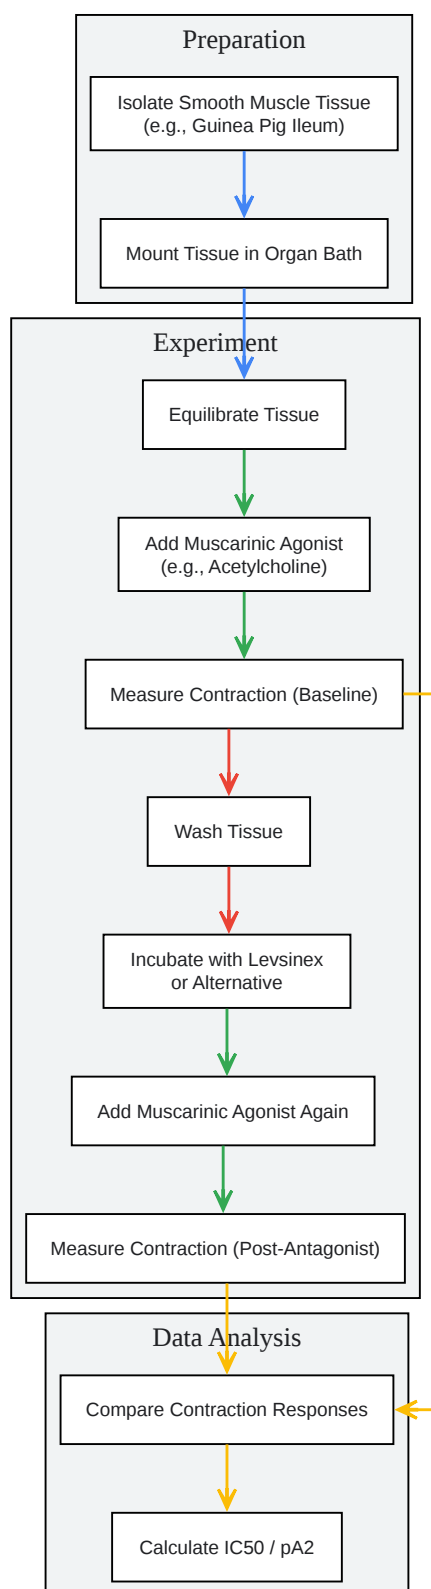 Preparation
Isolate Smooth Muscle Tissue
(e.g., Guinea Pig Ileum)
Mount Tissue in Organ Bath
Experiment
Equilibrate Tissue
Add Muscarinic Agonist
(e.g., Acetylcholine)
Measure Contraction (Baseline)
Wash Tissue
Incubate with Levsinex
or Alternative
Add Muscarinic Agonist Again
Measure Contraction (Post-Antagonist)
Data Analysis
Compare Contraction Responses
Calculate IC50 / pA2